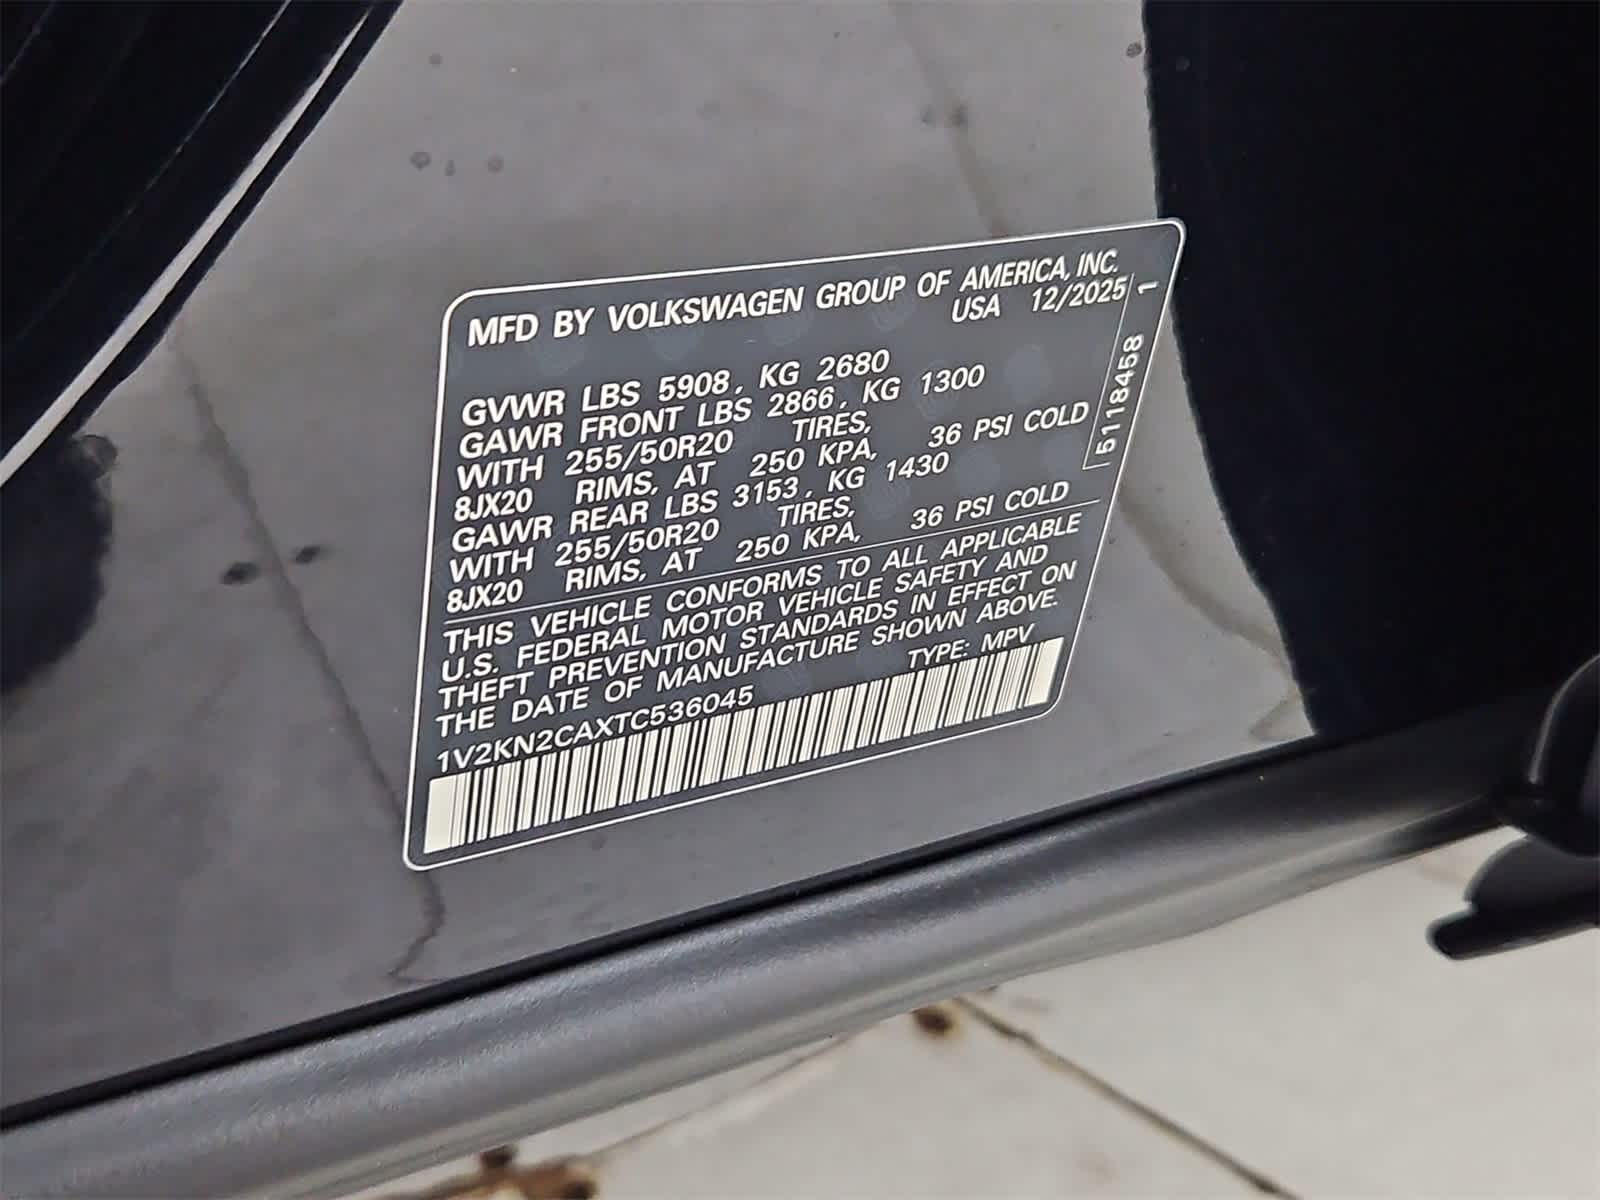 MFD BY VOLKSWAGEN GROUP OF AMERICA, INC.
USA 12/2025
GVWR LBS 5908, KG 2680
GAWR FRONT LBS 2866, KG 1300
WITH 255/50R20 TIRES,
8JX20 RIMS, AT 250 KPA, 36 PSI COLD
GAWR REAR LBS 3153, KG 1430
WITH 255/50R20 TIRES,
8JX20 RIMS, AT 250 KPA, 36 PSI COLD
THIS VEHICLE CONFORMS TO ALL APPLICABLE
U.S. FEDERAL MOTOR VEHICLE SAFETY AND
THEFT PREVENTION STANDARDS IN EFFECT ON
THE DATE OF MANUFACTURE SHOWN ABOVE.
1V2KN2CAXTC536045 TYPE: MPV
5118458 1